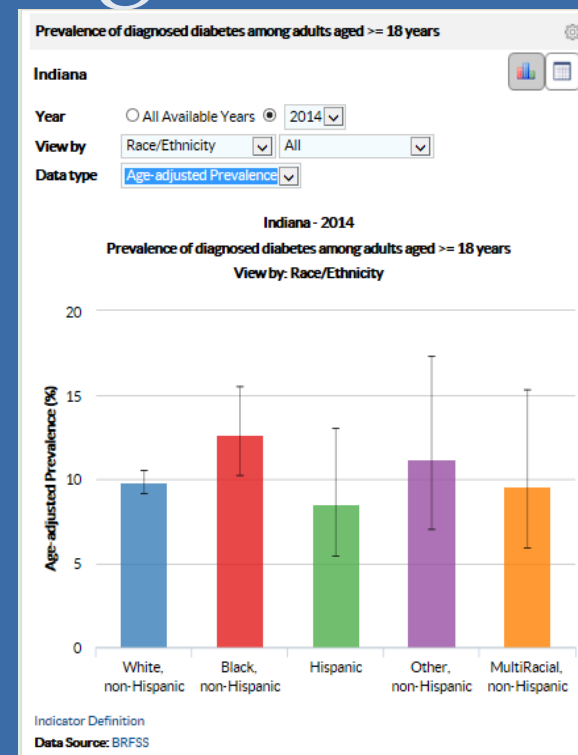 Prevalence of diagnosed diabetes among adults aged >= 18 years
Indiana
Year All Available Years 2014
View by Race/Ethnicity All
Data type Age-adjusted Prevalence
Indiana - 2014
Prevalence of diagnosed diabetes among adults aged >= 18 years
View by: Race/Ethnicity
Age-adjusted Prevalence (%)
20
15
10
5
0
White, Black, Hispanic Other, MultiRacial,
non-Hispanic non-Hispanic non-Hispanic non-Hispanic
Indicator Definition
Data Source: BRFSS